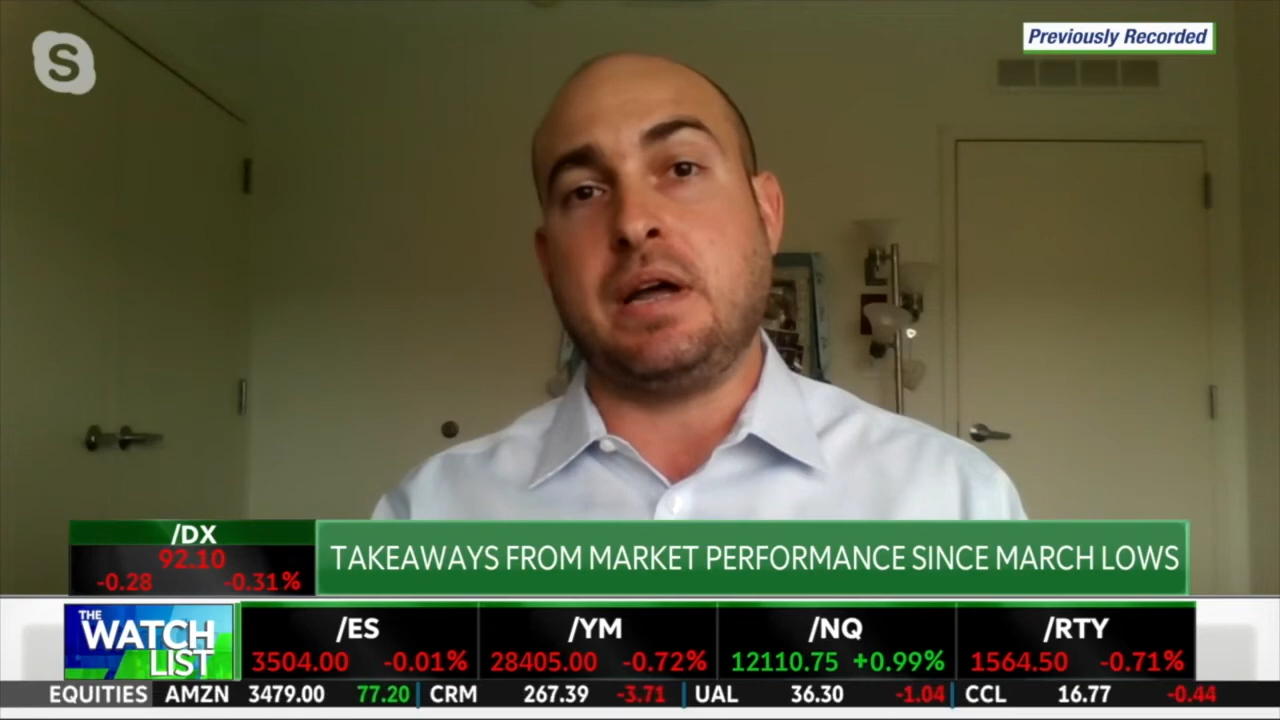 S
Previously Recorded
/DX
92.10
-0.28 -0.31%
TAKEAWAYS FROM MARKET PERFORMANCE SINCE MARCH LOWS
THE
WATCH
LIST
/ES
3504.00 -0.01%
/YM
28405.00 -0.72%
/NQ
12110.75 +0.99%
/RTY
1564.50 -0.71%
EQUITIES AMZN 3479.00 77.20 CRM 267.39 -3.71 UAL 36.30 -1.04 CCL 16.77 -0.44